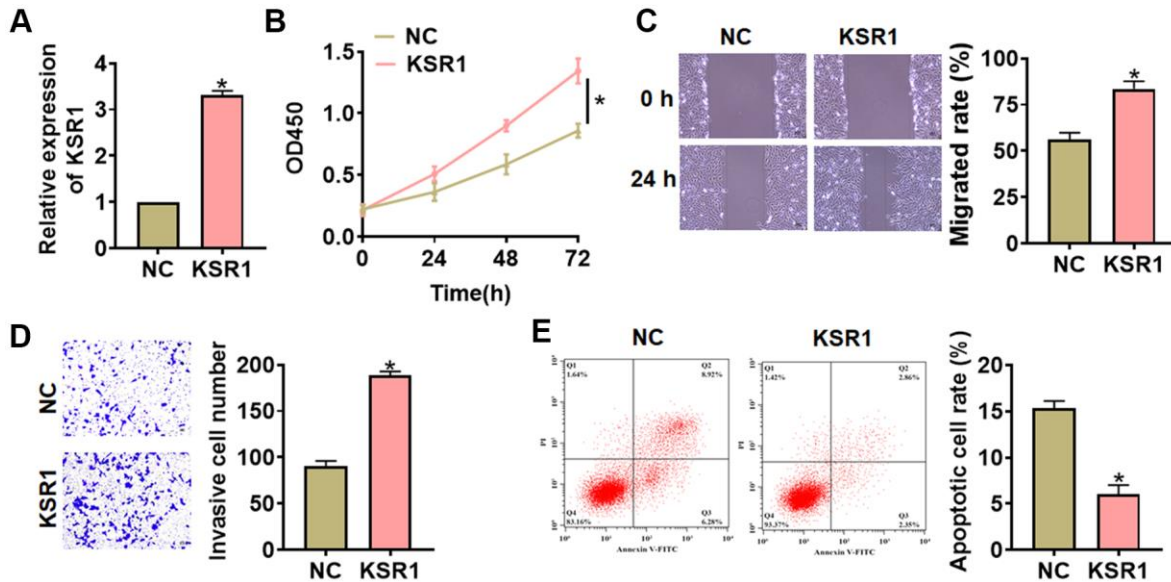 A
Relative expression
of KSR1
4
3
2
1
0
*
NC
KSR1
B
NC
KSR1
OD450
1.5
1.0
0.5
0.0
*
0
24
48
72
Time(h)
C
NC
KSR1
0 h
24 h
Migrated rate (%)
100
75
50
25
0
*
NC
KSR1
D
NC
KSR1
Invasive cell number
200
150
100
50
0
*
NC
KSR1
E
NC
KSR1
Q1
1.64%
Q2
8.92%
Q4
83.16%
Q3
6.28%
PI
Annexin V-FITC
Q1
1.42%
Q2
2.86%
Q4
93.37%
Q3
2.35%
PI
Annexin V-FITC
Apoptotic cell rate (%)
20
15
10
5
0
*
NC
KSR1